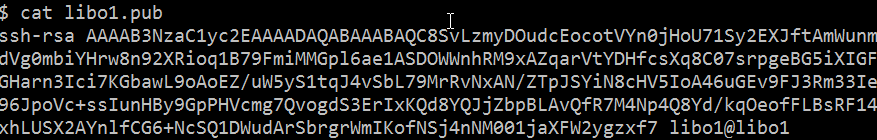 $ cat libo1.pub
ssh-rsa AAAAB3NzaC1yc2EAAAADAQABAAABAQC8SvLzmyDOudcEocotVYn0jHoU71Sy2EXJftAmWunm
dVg0mbiYHrw8n92XRioq1B79FmiMMGpl6ae1ASDOWWnhRM9xAZqarVtYDHfcsXq8C07srpgeBG5iXIGF
GHarn3Ici7KGbawL9oAoEZ/uW5yS1tqJ4vSbL79MrRvNxAN/ZTpJSYiN8cHV5IoA46uGEv9FJ3Rm33Ie
96JpoVc+ssIunHBy9GpPHVcmg7QvogdS3ErIxKQd8YQJjZbpBLAvQfR7M4Np4Q8Yd/kqOeofFLBsRF14
xhLUSX2AYnlfCG6+NcSQ1DWudArSbrgrWmIKofNSj4nNM001jaXFW2ygzxf7 libo1@libo1